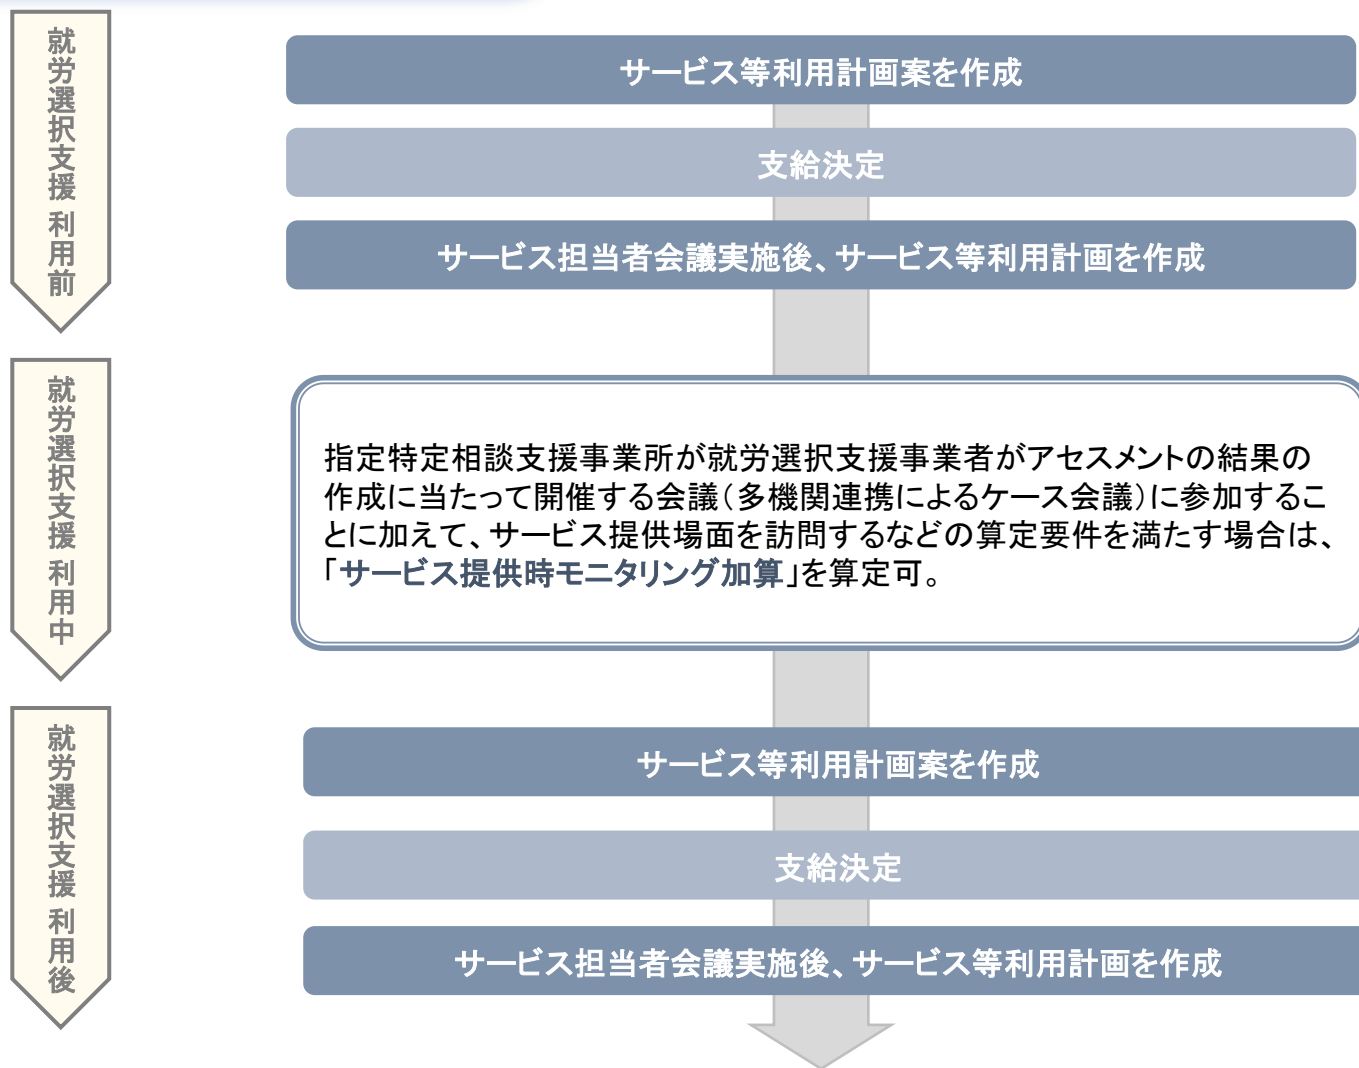 就労選択支援 利用前
サービス等利用計画案を作成
支給決定
サービス担当者会議実施後、サービス等利用計画を作成
就労選択支援 利用中
指定特定相談支援事業所が就労選択支援事業者がアセスメントの結果の
作成に当たって開催する会議（多機関連携によるケース会議）に参加するこ
とに加えて、サービス提供場面を訪問するなどの算定要件を満たす場合は、
「サービス提供時モニタリング加算」を算定可。
就労選択支援 利用後
サービス等利用計画案を作成
支給決定
サービス担当者会議実施後、サービス等利用計画を作成